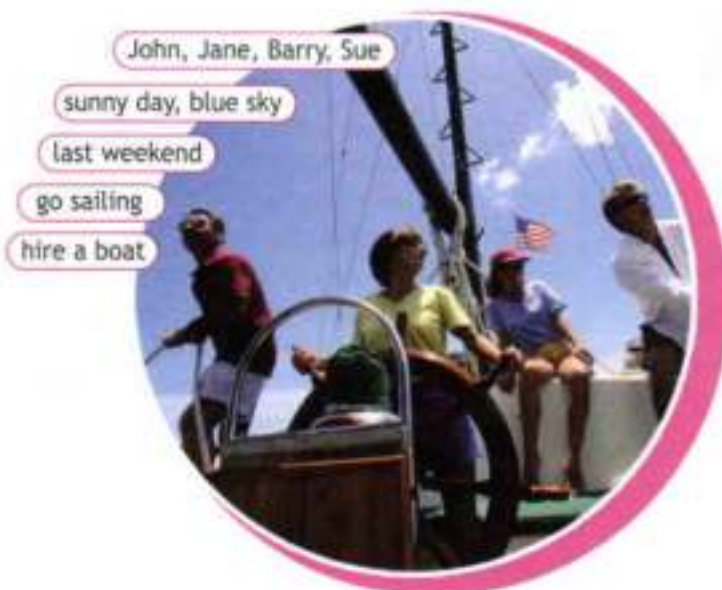 John, Jane, Barry, Sue
sunny day, blue sky
last weekend
go sailing
hire a boat